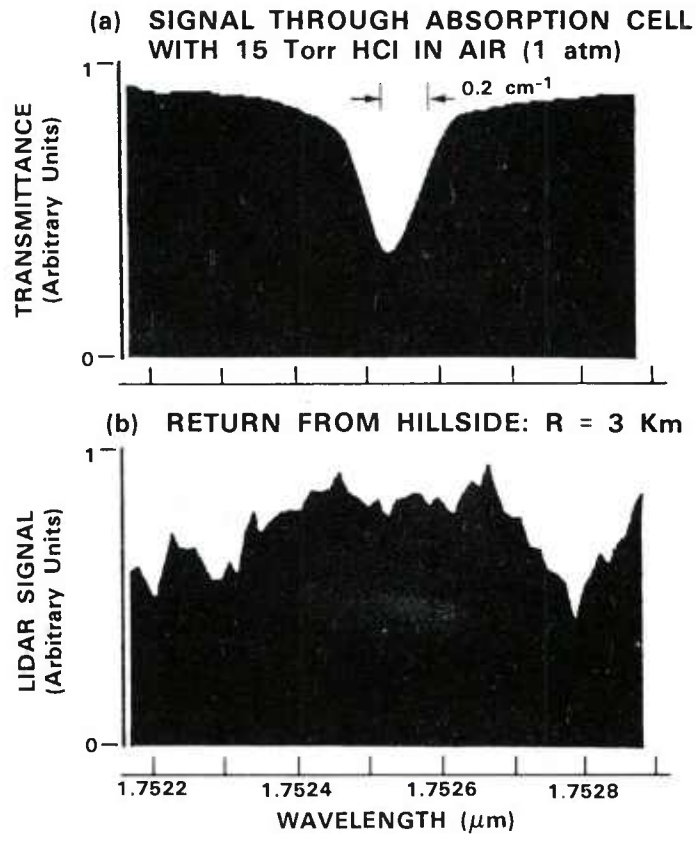 (a) SIGNAL THROUGH ABSORPTION CELL
WITH 15 Torr HCl IN AIR (1 atm)
1
0.2 cm⁻¹
TRANSMITTANCE
(Arbitrary Units)
0
(b) RETURN FROM HILLSIDE: R = 3 Km
1
LIDAR SIGNAL
(Arbitrary Units)
0
1.7522 1.7524 1.7526 1.7528
WAVELENGTH (μm)